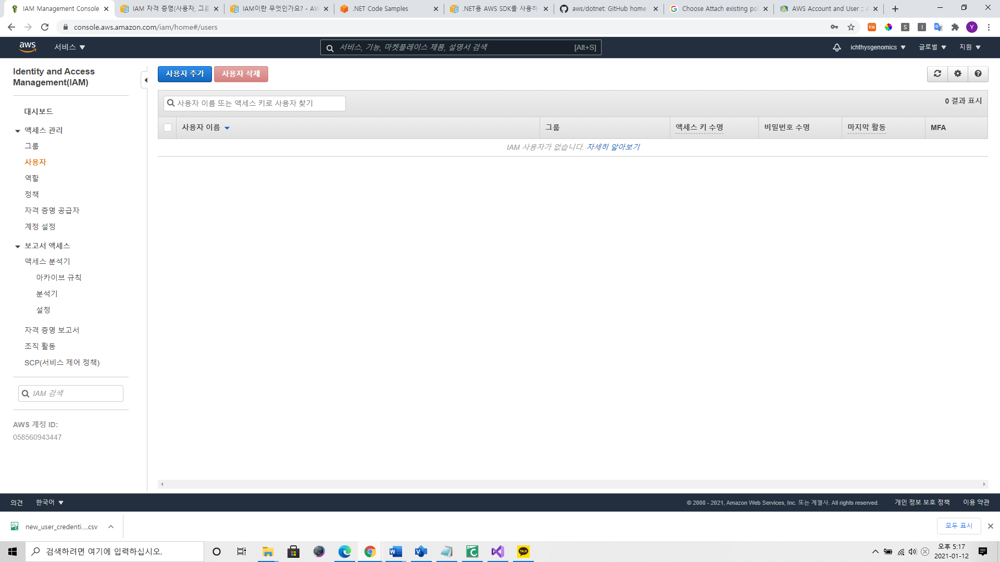 IAM Management Console
IAM 자격 증명(사용자, 그룹
IAM이란 무엇인가요? - AW
.NET Code Samples
.NET용 AWS SDK를 사용하
aws/dotnet: GitHub home
Choose Attach existing pol
AWS Account and User :: A
console.aws.amazon.com/iam/home#/users
Y
aws
서비스
서비스, 기능, 마켓플레이스 제품, 설명서 검색
[Alt+S]
ichthysgenomics
글로벌
지원
Identity and Access
Management(IAM)
대시보드
액세스 관리
그룹
사용자
역할
정책
자격 증명 공급자
계정 설정
보고서 액세스
액세스 분석기
아카이브 규칙
분석기
설정
자격 증명 보고서
조직 활동
SCP(서비스 제어 정책)
IAM 검색
AWS 계정 ID:
058560943447
사용자 추가
사용자 삭제
사용자 이름 또는 액세스 키로 사용자 찾기
0 결과 표시
사용자 이름
그룹
액세스 키 수명
비밀번호 수명
마지막 활동
MFA
IAM 사용자가 없습니다. 자세히 알아보기
의견
한국어
© 2008 - 2021, Amazon Web Services, Inc. 또는 계열사. All rights reserved.
개인 정보 보호 정책
이용 약관
new_user_credenti....csv
모두 표시
검색하려면 여기에 입력하십시오.
TALK
오후 5:17
2021-01-12